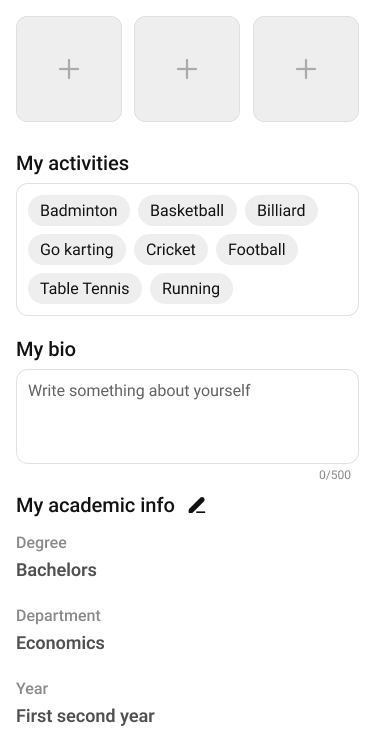 My activities
Badminton Basketball Billiard
Go karting Cricket Football
Table Tennis Running
My bio
Write something about yourself
0/500
My academic info
Degree
Bachelors
Department
Economics
Year
First second year